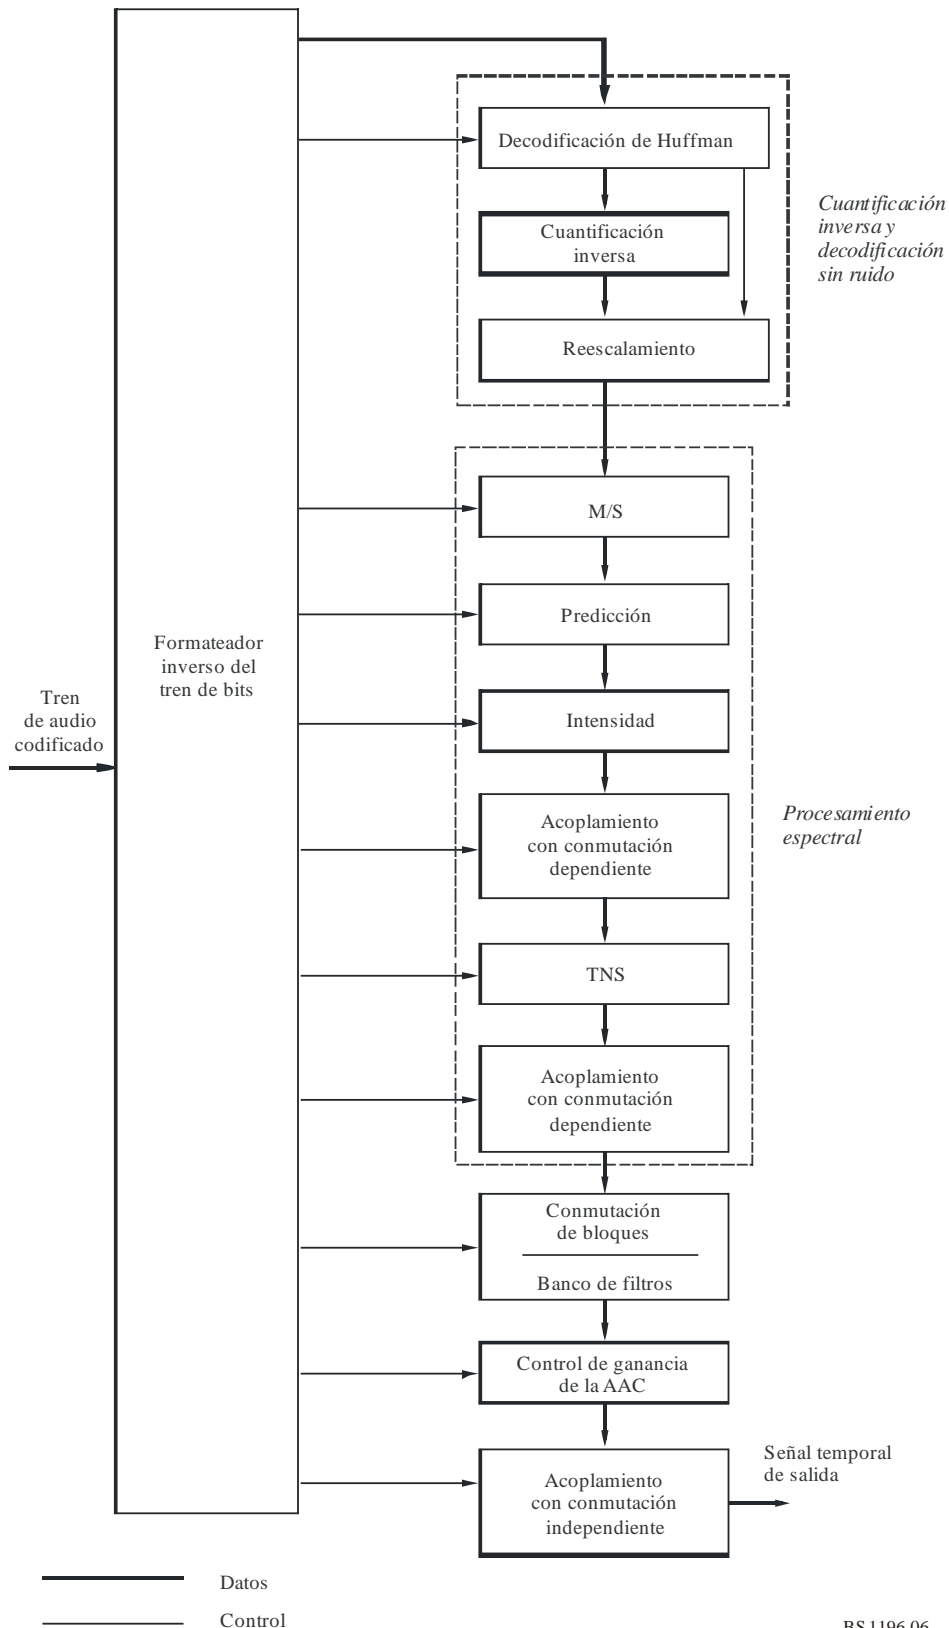 Decodificación de Huffman
Cuantificación
inversa
Reescalamiento
Cuantificación
inversa y
decodificación
sin ruido
M/S
Predicción
Formateador
inverso del
tren de bits
Tren
de audio
codificado
Intensidad
Acoplamiento
con conmutación
dependiente
Procesamiento
espectral
TNS
Acoplamiento
con conmutación
dependiente
Conmutación
de bloques
Banco de filtros
Control de ganancia
de la AAC
Acoplamiento
con conmutación
independiente
Señal temporal
de salida
Datos
Control
BS1196-06